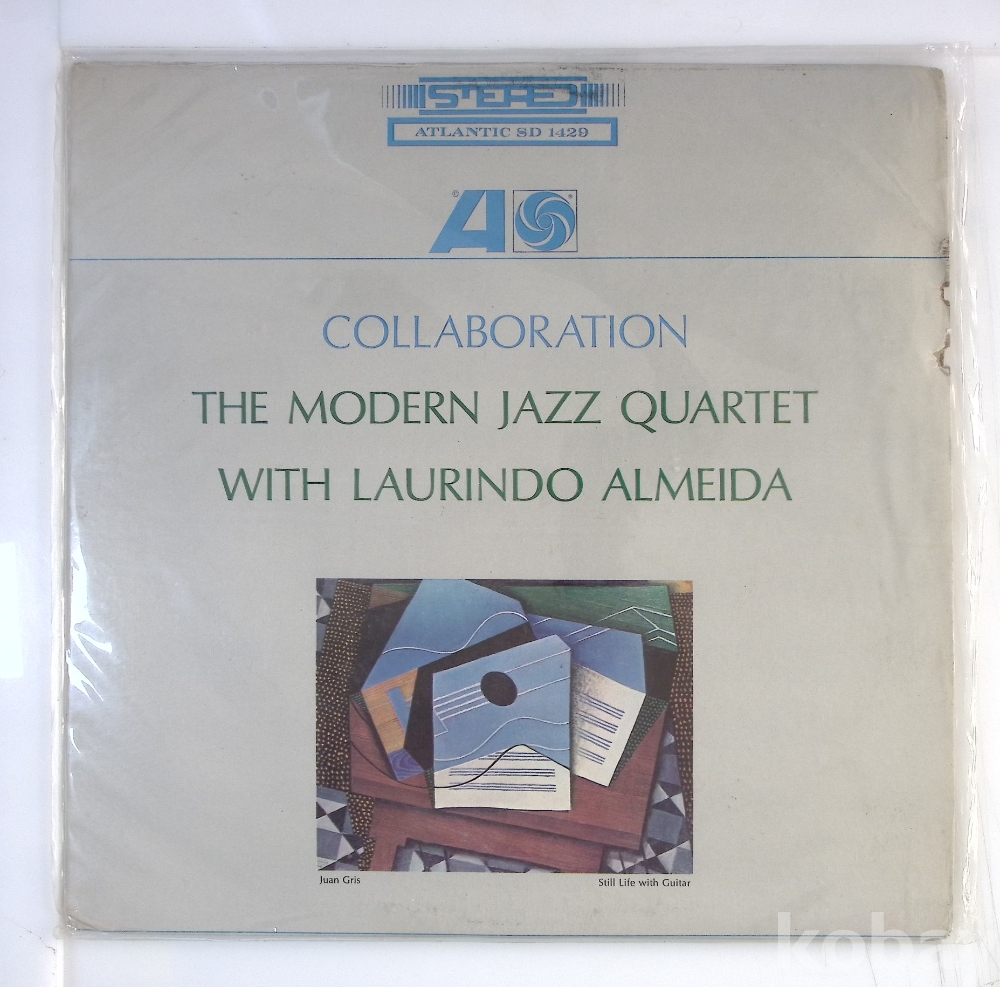 STEREO
ATLANTIC SD 1429
© A ®
COLLABORATION
THE MODERN JAZZ QUARTET
WITH LAURINDO ALMEIDA
Juan Gris
Still Life with Guitar